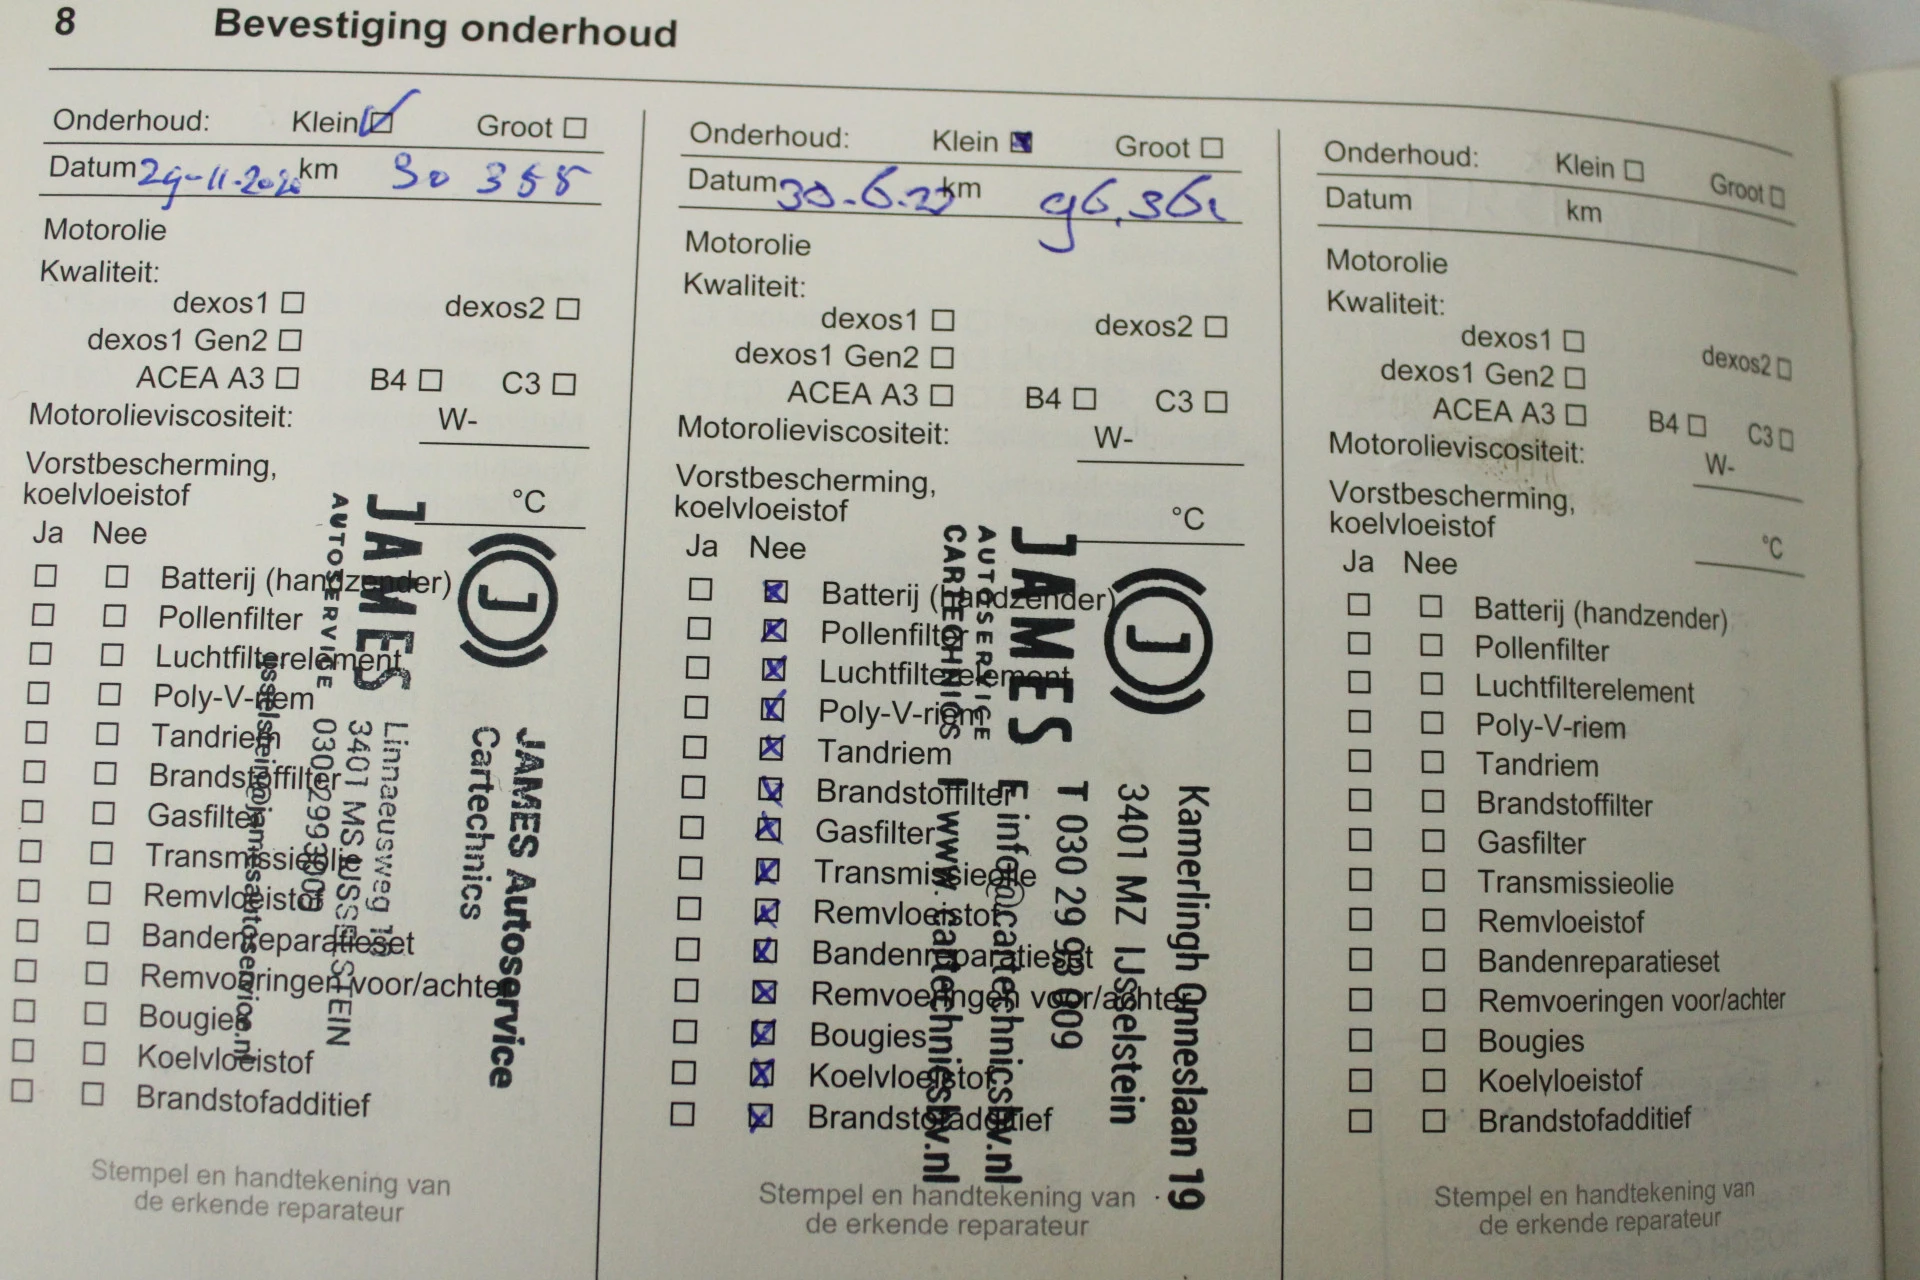 8 Bevestiging onderhoud
Onderhoud: Klein Groot
Datum 29-11-2020 km 90 355
Motorolie
Kwaliteit:
dexos1 dexos2
dexos1 Gen2
ACEA A3 B4 C3
Motorolieviscositeit: W-
Vorstbescherming,
koelvloeistof °C
Ja Nee
Batterij (handzender)
Pollenfilter
Luchtfilterelement
Poly-V-riem
Tandriem
Brandstoffilter
Gasfilter
Transmissieolie
Remvloeistof
Bandenreparatieset
Remvoeringen voor/achter
Bougies
Koelvloeistof
Brandstofadditief
J
JAMES
AUTOSERVICE
JAMES Autoservice
Cartechnics
Linnaeusweg
3401 MS IJSSELSTEIN
0302993009
ijsselstein@jamesautoservice.nl
Stempel en handtekening van
de erkende reparateur
Onderhoud: Klein Groot
Datum 30-6-22 km
Motorolie
Kwaliteit:
dexos1 dexos2
dexos1 Gen2
ACEA A3 B4 C3
Motorolieviscositeit: W-
Vorstbescherming,
koelvloeistof °C
Ja Nee
Batterij (handzender)
Pollenfilter
Luchtfilterelement
Poly-V-riem
Tandriem
Brandstoffilter
Gasfilter
Transmissieolie
Remvloeistof
Bandenreparatieset
Remvoeringen voor/achter
Bougies
Koelvloeistof
Brandstofadditief
J
JAMES
AUTOSERVICE
CARTECHNICS
Kamerlingh Onneslaan 19
3401 MZ IJsselstein
T 030 29 93 009
E info@cartechnicsbv.nl
I www.cartechnicsbv.nl
Stempel en handtekening van
de erkende reparateur
Onderhoud: Klein Groot
Datum km
Motorolie
Kwaliteit:
dexos1 dexos2
dexos1 Gen2
ACEA A3 B4 C3
Motorolieviscositeit: W-
Vorstbescherming,
koelvloeistof °C
Ja Nee
Batterij (handzender)
Pollenfilter
Luchtfilterelement
Poly-V-riem
Tandriem
Brandstoffilter
Gasfilter
Transmissieolie
Remvloeistof
Bandenreparatieset
Remvoeringen voor/achter
Bougies
Koelvloeistof
Brandstofadditief
Stempel en handtekening van
de erkende reparateur